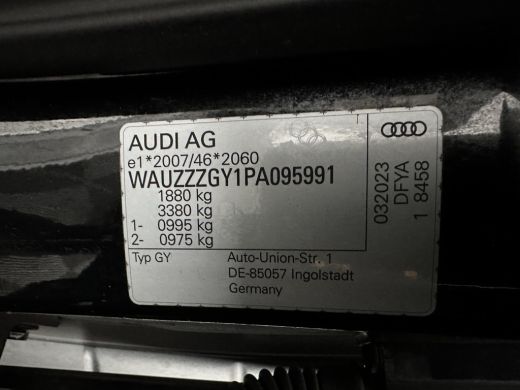 AUDI AG
e1*2007/46*2060
WAUZZZGY1PA095991
1880 kg
3380 kg
1- 0995 kg
2- 0975 kg
Typ GY
Auto-Union-Str. 1
DE-85057 Ingolstadt
Germany
032023
DFYA
1 8458